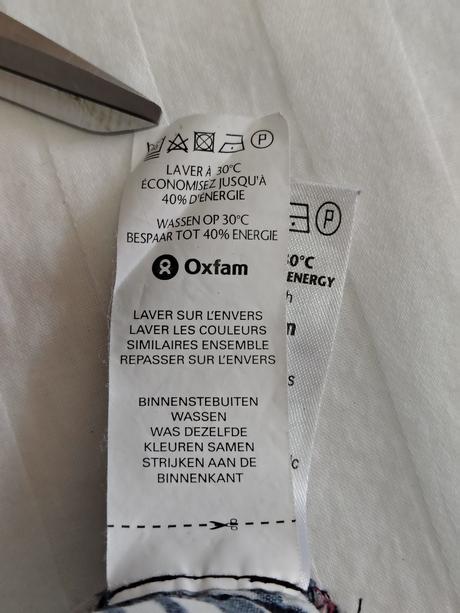 P
LAVER À 30°C
ÉCONOMISEZ JUSQU'À
40% D'ÉNERGIE
WASSEN OP 30°C
BESPAAR TOT 40% ENERGIE
Oxfam
LAVER SUR L'ENVERS
LAVER LES COULEURS
SIMILAIRES ENSEMBLE
REPASSER SUR L'ENVERS
BINNENSTEBUITEN
WASSEN
WAS DEZELFDE
KLEUREN SAMEN
STRIJKEN AAN DE
BINNENKANT
P
0°C
ENERGY